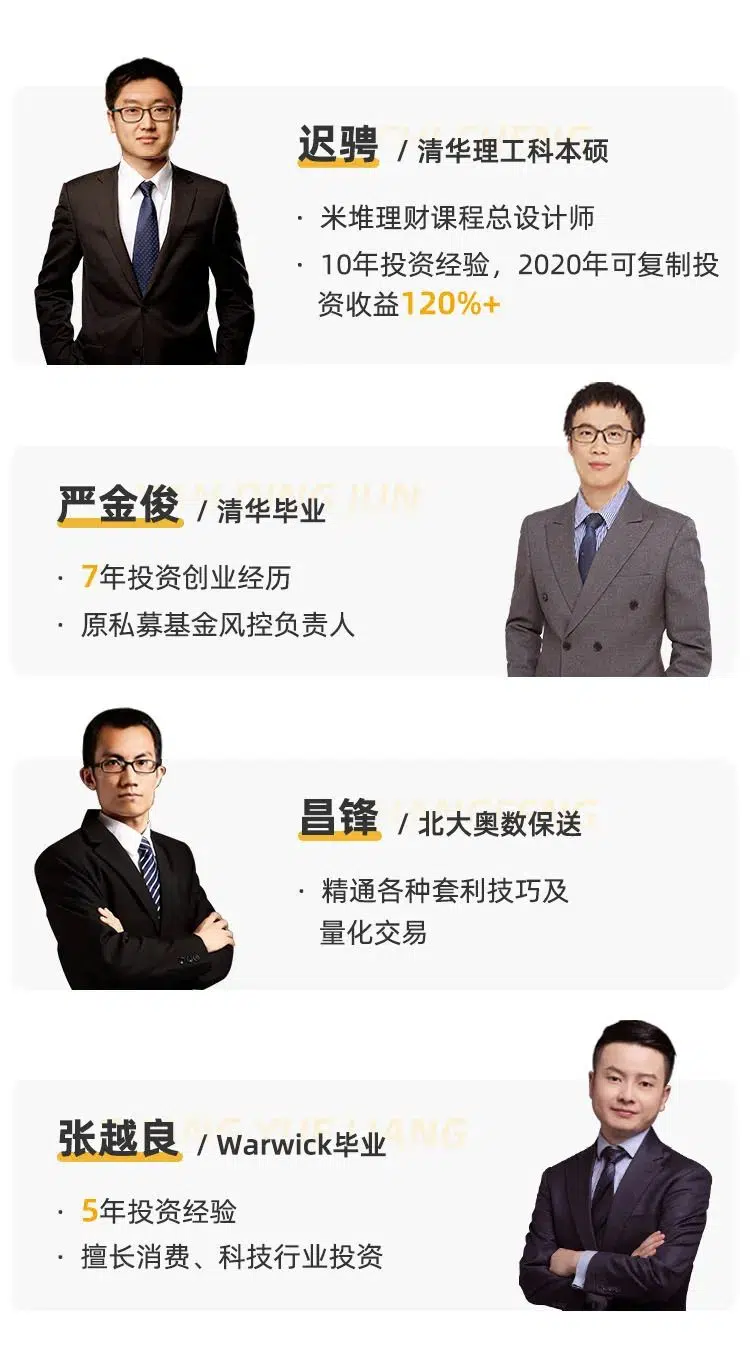 迟骋 / 清华理工科本硕
· 米堆理财课程总设计师
· 10年投资经验，2020年可复制投
资收益120%+
严金俊 / 清华毕业
· 7年投资创业经历
· 原私募基金风控负责人
昌锋 / 北大奥数保送
· 精通各种套利技巧及
量化交易
张越良 / Warwick毕业
· 5年投资经验
· 擅长消费、科技行业投资